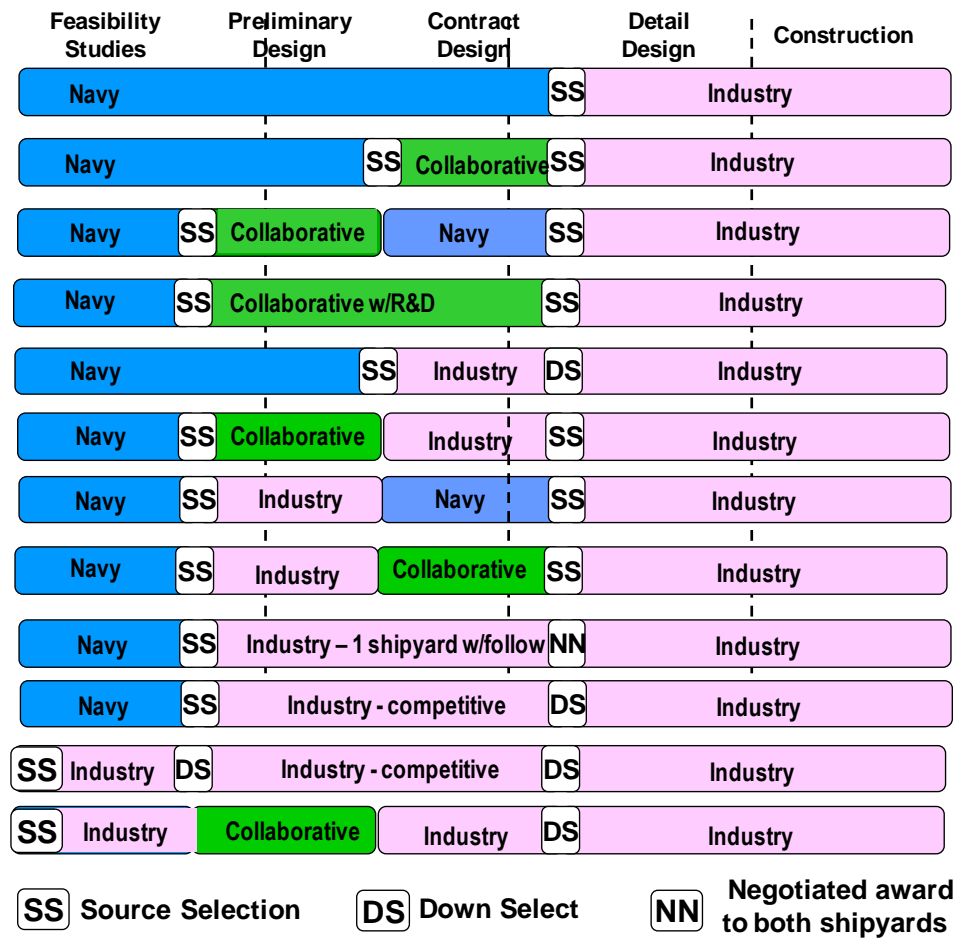 Feasibility Preliminary Contract Detail Construction
Studies Design Design Design
Navy SS Industry
Navy SS Collaborative SS Industry
Navy SS Collaborative Navy SS Industry
Navy SS Collaborative w/R&D SS Industry
Navy SS Industry DS Industry
Navy SS Collaborative Industry SS Industry
Navy SS Industry Navy SS Industry
Navy SS Industry Collaborative SS Industry
Navy SS Industry – 1 shipyard w/follow NN Industry
Navy SS Industry - competitive DS Industry
SS Industry DS Industry - competitive DS Industry
SS Industry Collaborative Industry DS Industry
SS Source Selection DS Down Select NN Negotiated award
to both shipyards